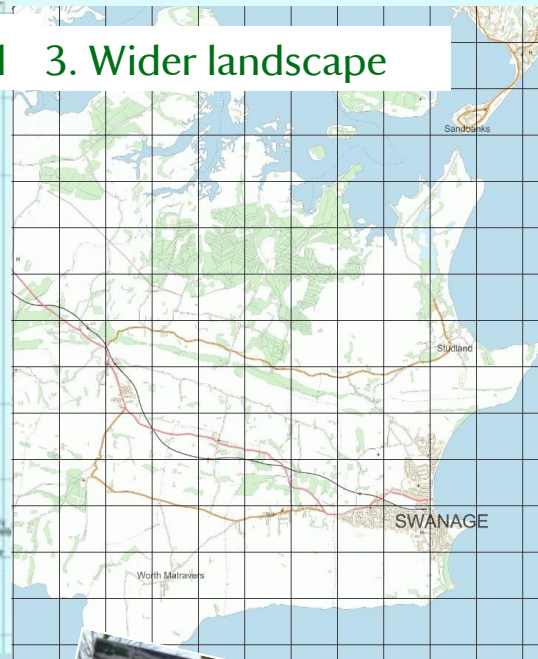 3. Wider landscape
Sandbanks
H
Studland
SWANAGE
Worth Matravers